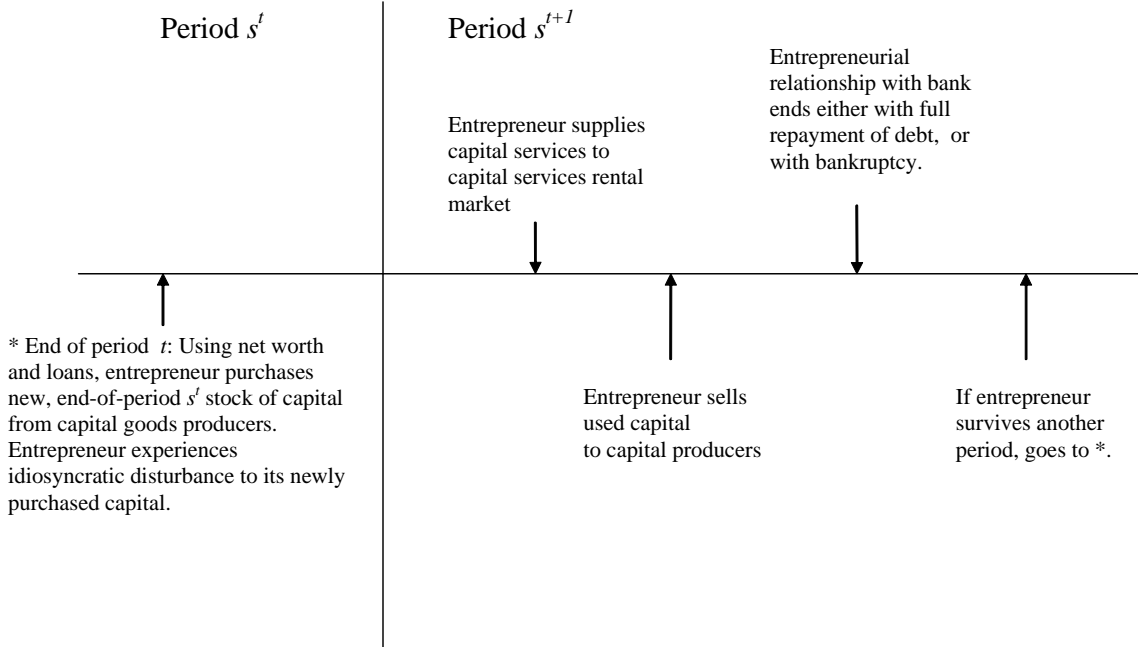 Period s^t
Period s^{t+1}
Entrepreneurial
relationship with bank
ends either with full
repayment of debt, or
with bankruptcy.
Entrepreneur supplies
capital services to
capital services rental
market
* End of period t: Using net worth
and loans, entrepreneur purchases
new, end-of-period s^t stock of capital
from capital goods producers.
Entrepreneur experiences
idiosyncratic disturbance to its newly
purchased capital.
Entrepreneur sells
used capital
to capital producers
If entrepreneur
survives another
period, goes to *.